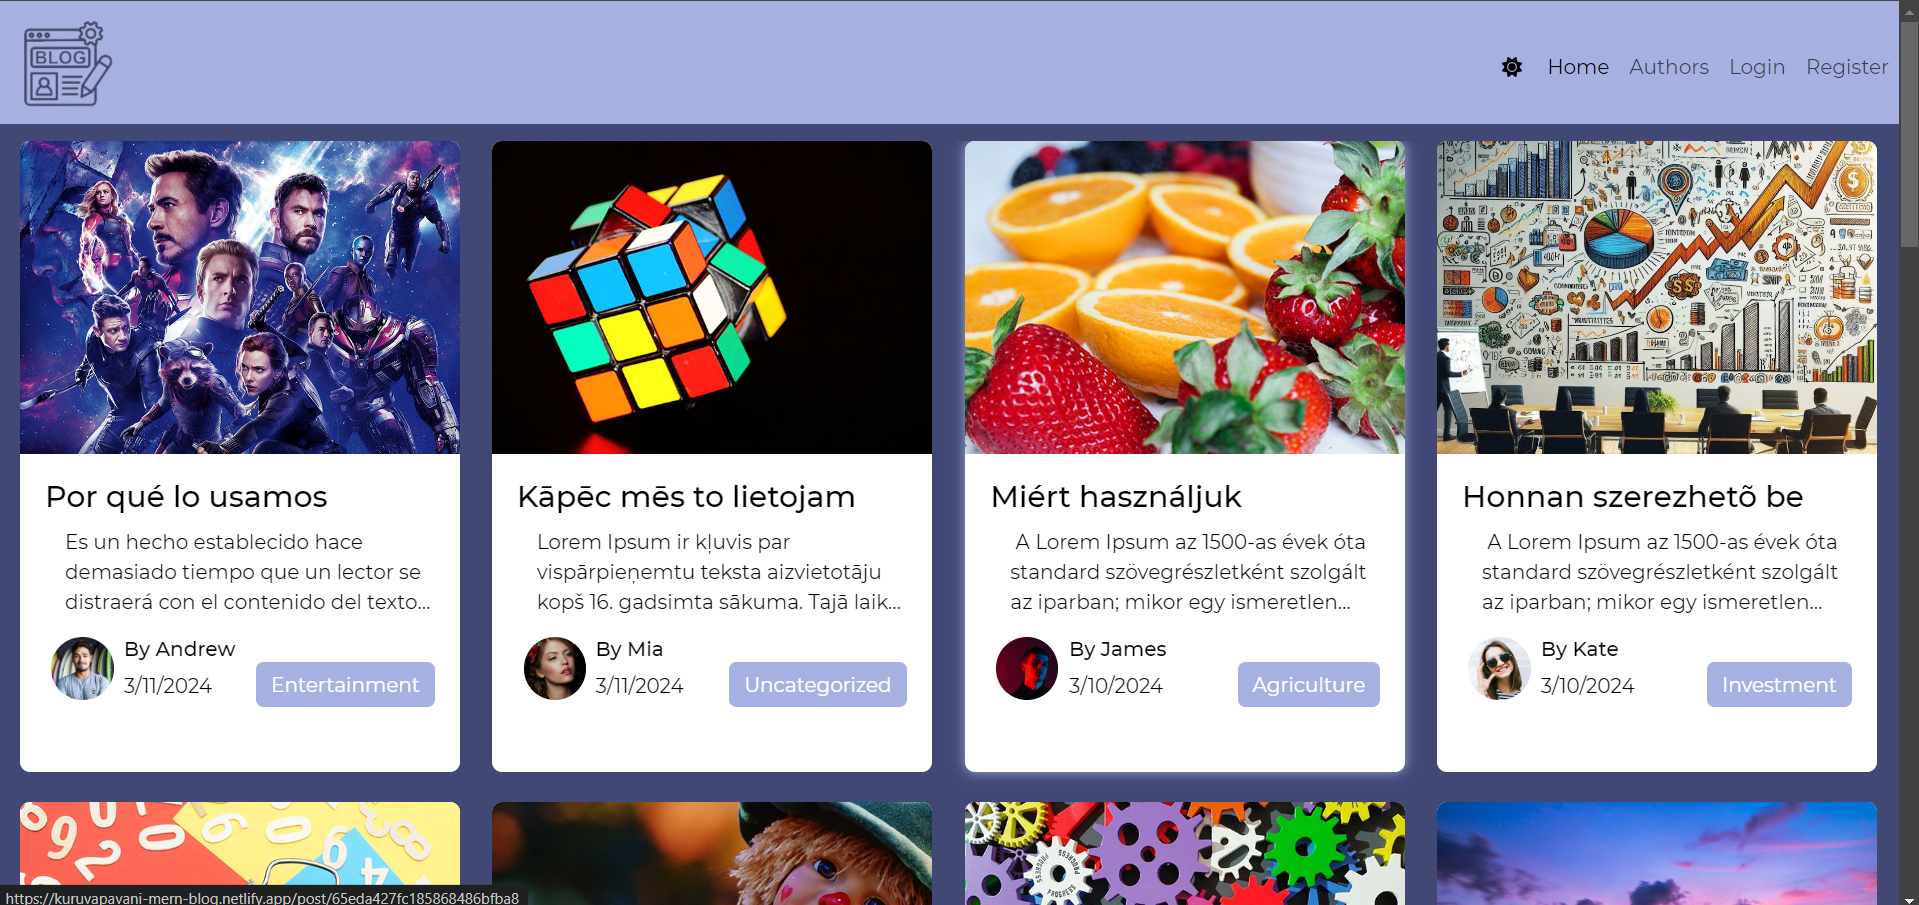 BLOG
Home Authors Login Register
Por qué lo usamos
Es un hecho establecido hace
demasiado tiempo que un lector se
distraerá con el contenido del texto...
By Andrew
3/11/2024
Entertainment
Kāpēc mēs to lietojam
Lorem Ipsum ir kļuvis par
vispārpieņemtu teksta aizvietotāju
kopš 16. gadsimta sākuma. Tajā laik...
By Mia
3/11/2024
Uncategorized
Miért használjuk
A Lorem Ipsum az 1500-as évek óta
standard szövegrészletként szolgált
az iparban; mikor egy ismeretlen...
By James
3/10/2024
Agriculture
Honnan szerezhetõ be
A Lorem Ipsum az 1500-as évek óta
standard szövegrészletként szolgált
az iparban; mikor egy ismeretlen...
By Kate
3/10/2024
Investment
PROGRESS
https://kuruvapavani-mern-blog.netlify.app/post/65eda427fc185868486bfba8